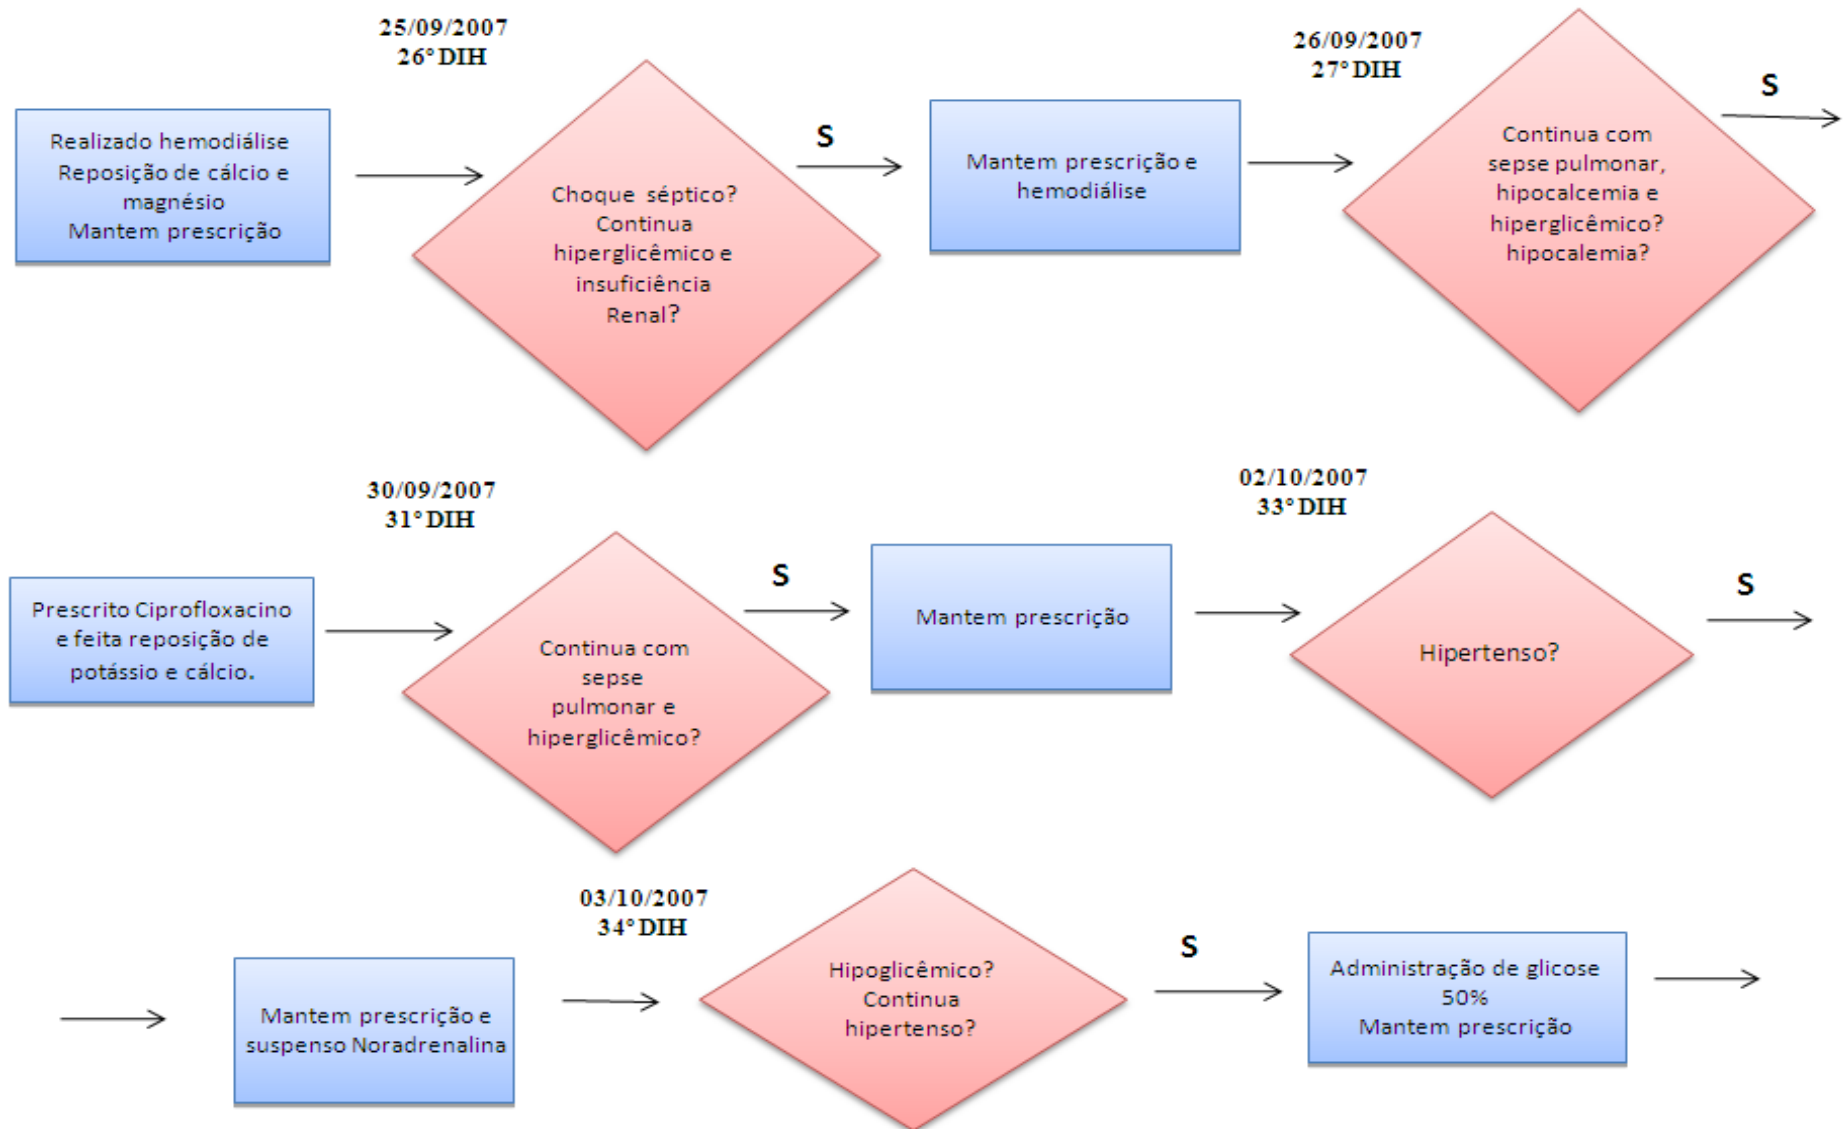 25/09/2007
26° DIH
26/09/2007
27° DIH
Realizado hemodiálise
Reposição de cálcio e
magnésio
Mantem prescrição
Choque séptico?
Continua
hiperglicêmico e
insuficiência
Renal?
S
Mantem prescrição e
hemodiálise
Continua com
sepse pulmonar,
hipocalcemia e
hiperglicêmico?
hipocalemia?
S
30/09/2007
31° DIH
02/10/2007
33° DIH
Prescrito Ciprofloxacino
e feita reposição de
potássio e cálcio.
Continua com
sepse
pulmonar e
hiperglicêmico?
S
Mantem prescrição
Hipertenso?
S
03/10/2007
34° DIH
Mantem prescrição e
suspenso Noradrenalina
Hipoglicêmico?
Continua
hipertenso?
S
Administração de glicose
50%
Mantem prescrição